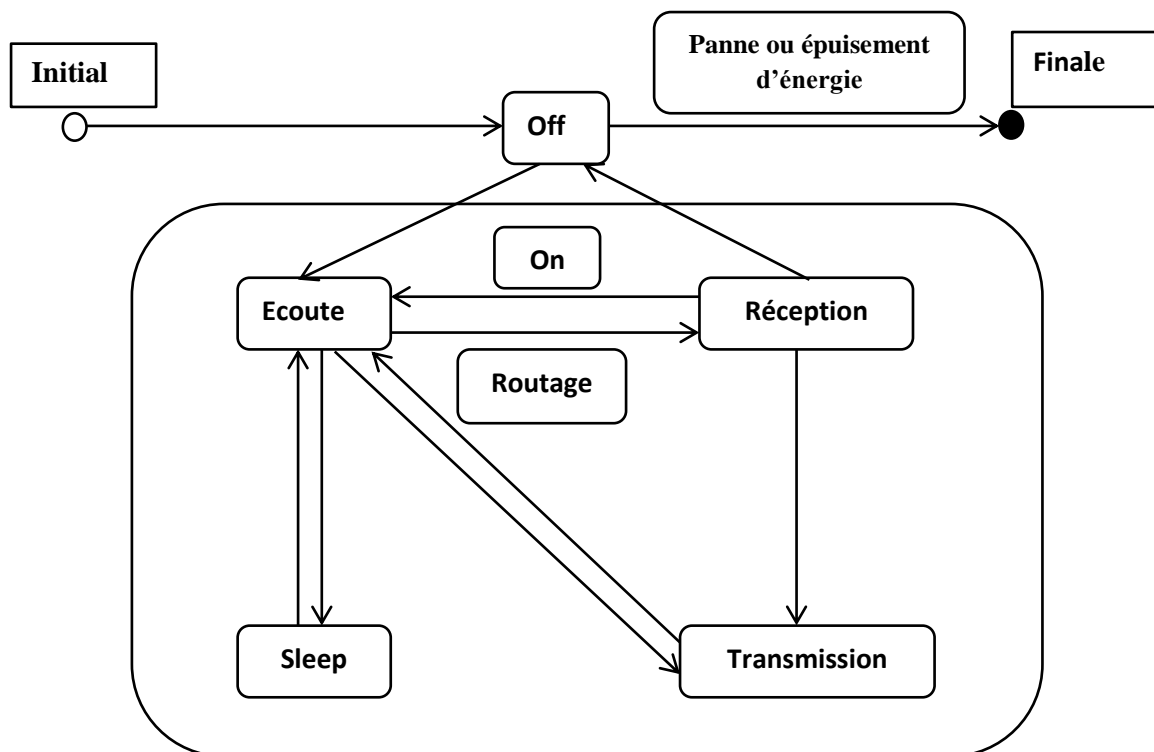 Initial
Panne ou épuisement
d'énergie
Finale
Off
On
Ecoute
Réception
Routage
Sleep
Transmission